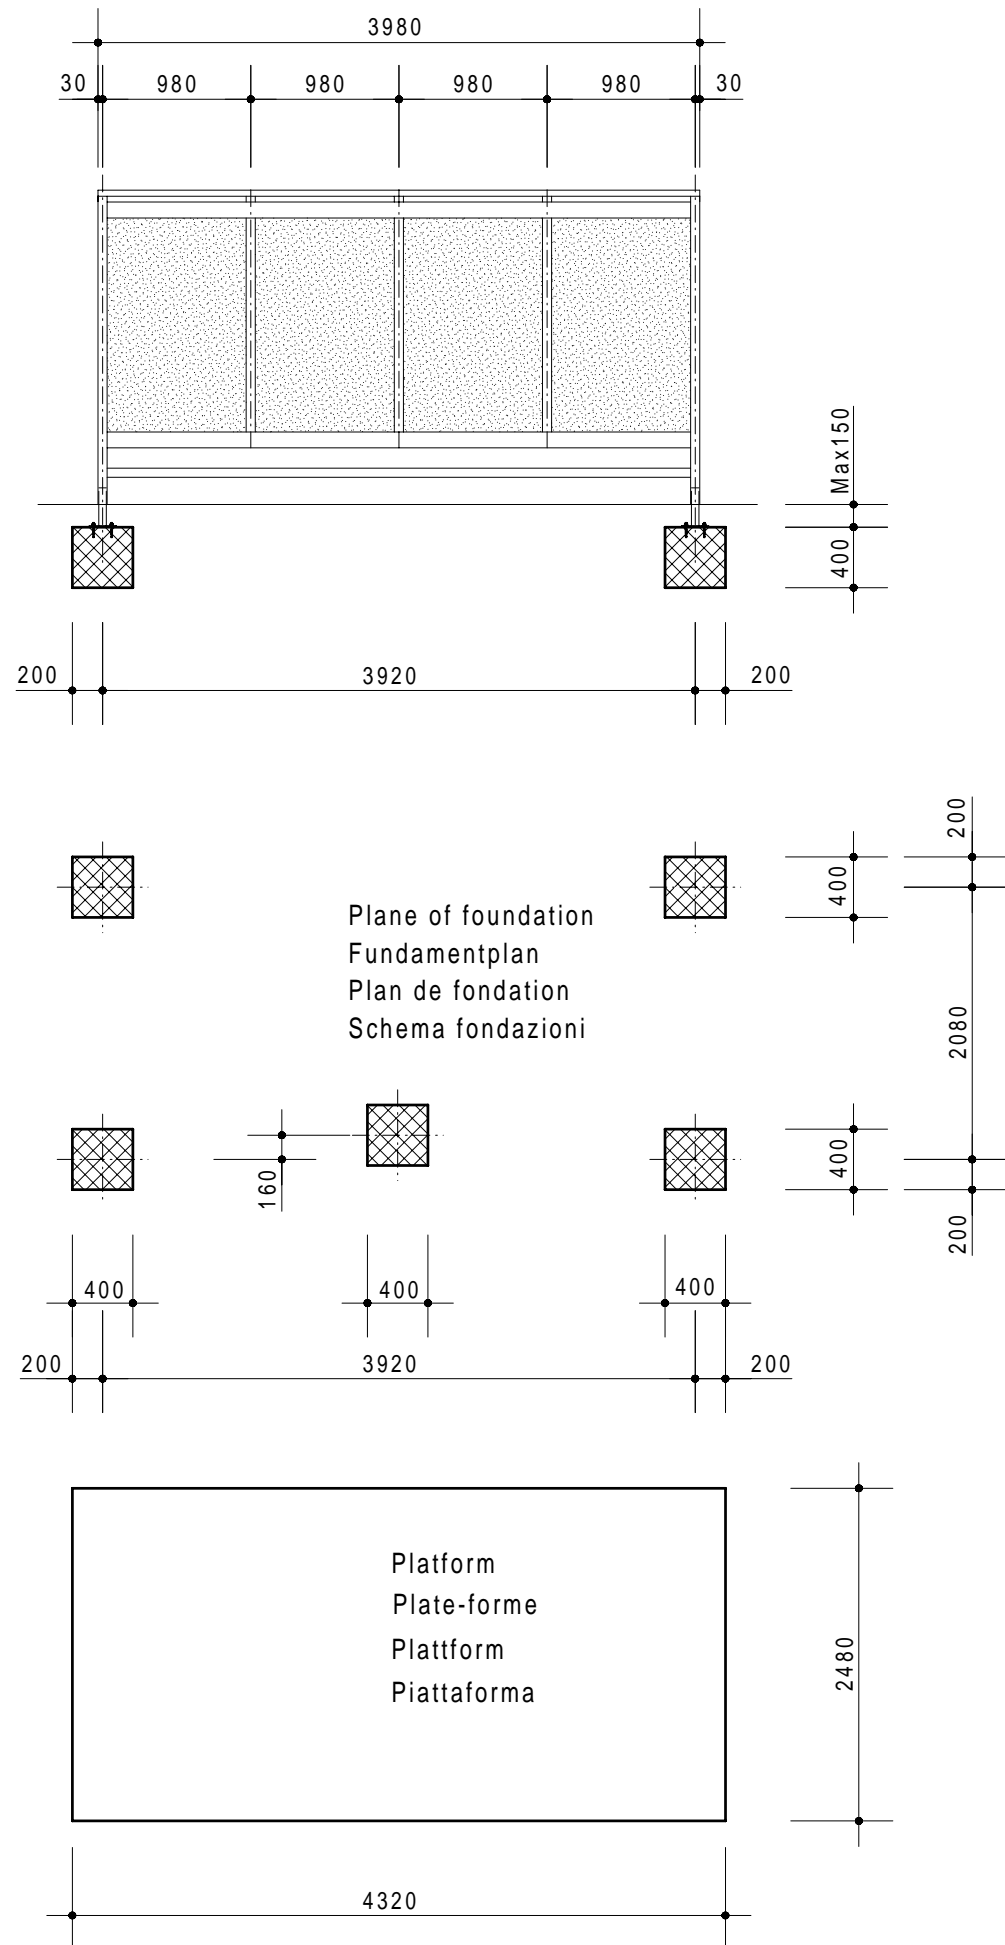 3980
30 980 980 980 980 30
Max150
400
200 3920 200
200
400
Plane of foundation
Fundamentplan
Plan de fondation
Schema fondazioni
2080
400
160
200
400 400 400
200 3920 200
Platform
Plate-forme
Plattform
Piattaforma
2480
4320